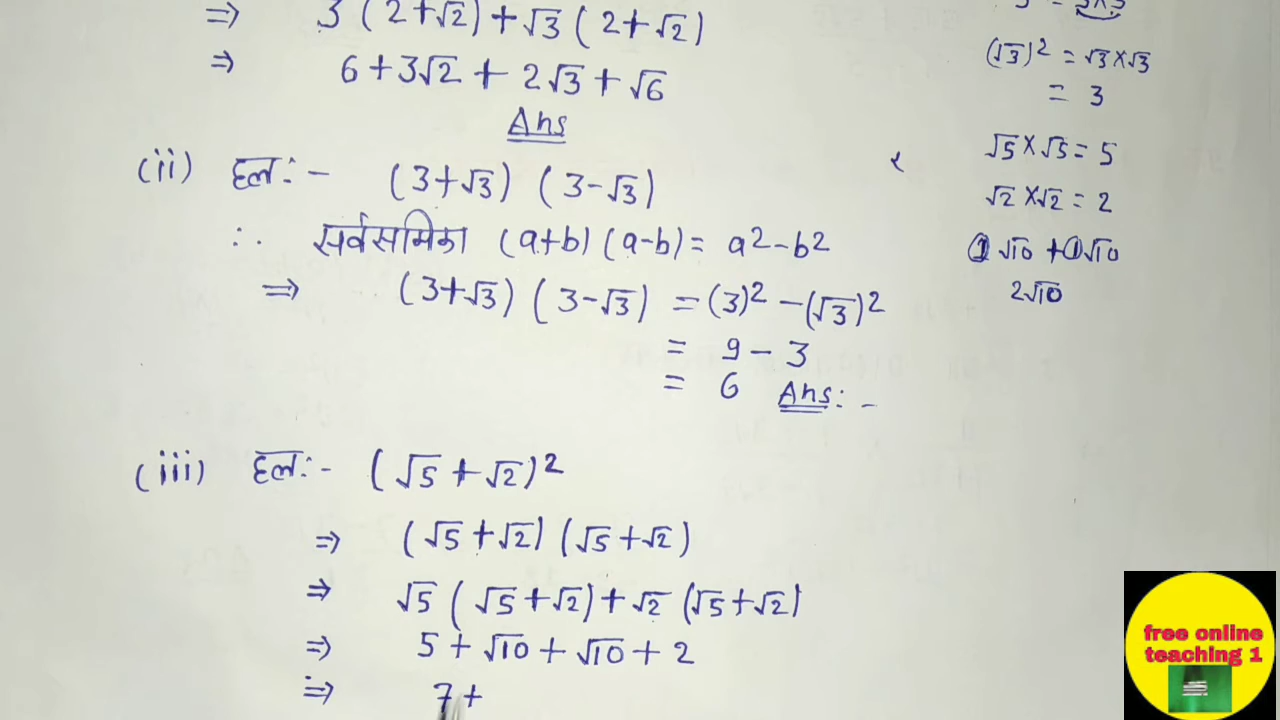 ⇒ 3 (2+√2) + √3 (2+√2)
⇒ 6+3√2 + 2√3 + √6
Ans
(ii) हल:- (3+√3) (3-√3)
∴ सर्वसामिका (a+b) (a-b) = a²-b²
⇒ (3+√3) (3-√3) = (3)² - (√3)²
= 9 - 3
= 6 Ans:-
(iii) हल:- (√5 + √2)²
⇒ (√5 + √2) (√5 + √2)
⇒ √5 (√5 + √2) + √2 (√5 + √2)
⇒ 5 + √10 + √10 + 2
⇒ 7 +
(√3)² = √3 × √3
= 3
√5 × √5 = 5
√2 × √2 = 2
1√10 + 1√10
2√10
free online
teaching 1